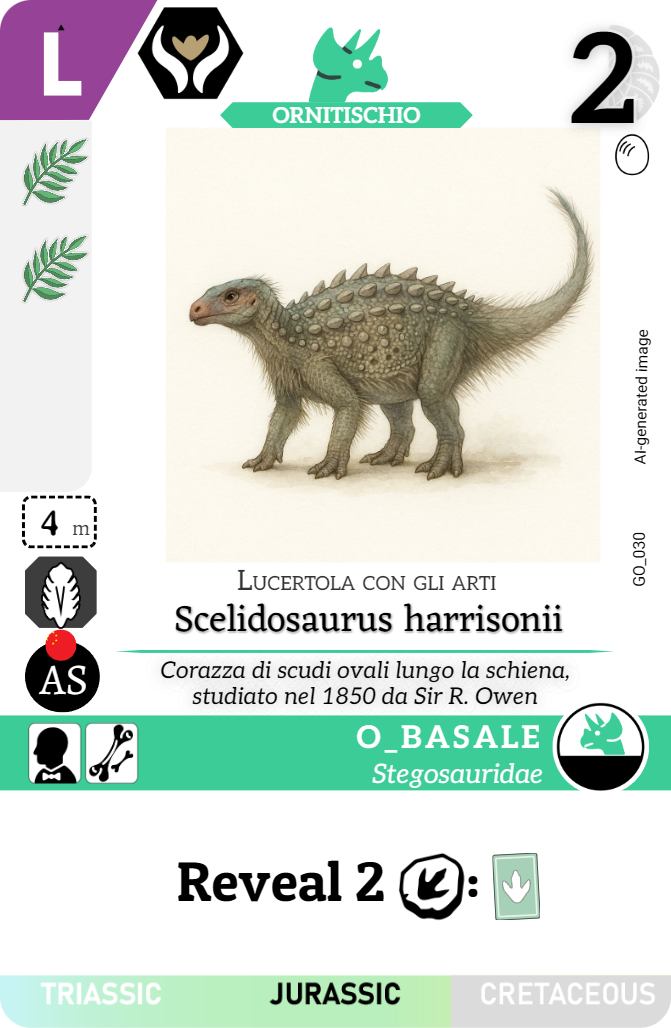 L
2
ORNITISCHIO
AI-generated image
GO_030
4 m
AS
Lucertola con gli arti
Scelidosaurus harrisonii
Corazza di scudi ovali lungo la schiena,
studiato nel 1850 da Sir R. Owen
O_BASALE
Stegosauridae
Reveal 2 :
TRIASSIC JURASSIC CRETACEOUS